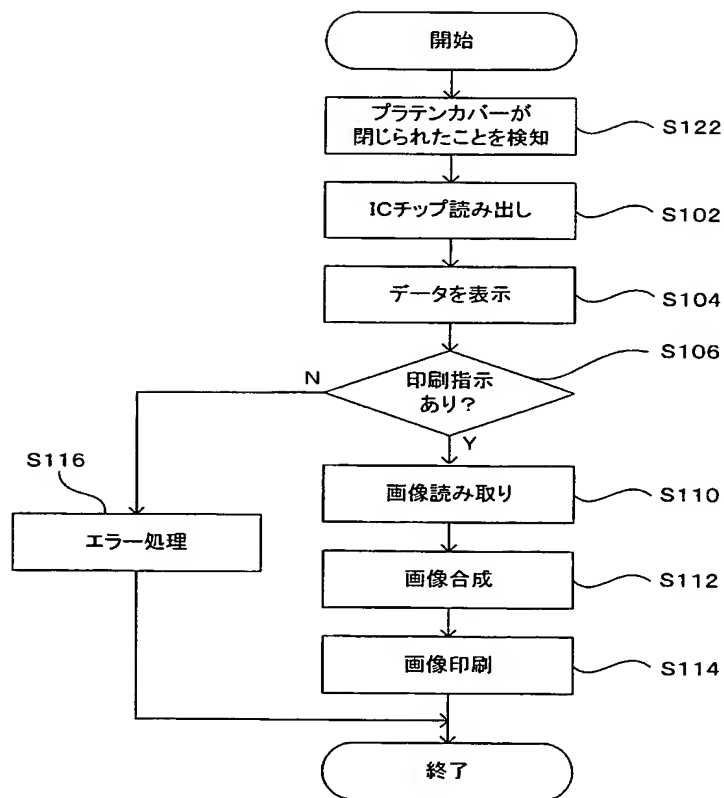 開始
プラテンカバーが
閉じられたことを検知
S122
ICチップ読み出し
S102
データを表示
S104
S106
N
印刷指示
あり?
Y
S116
画像読み取り
S110
エラー処理
画像合成
S112
画像印刷
S114
終了